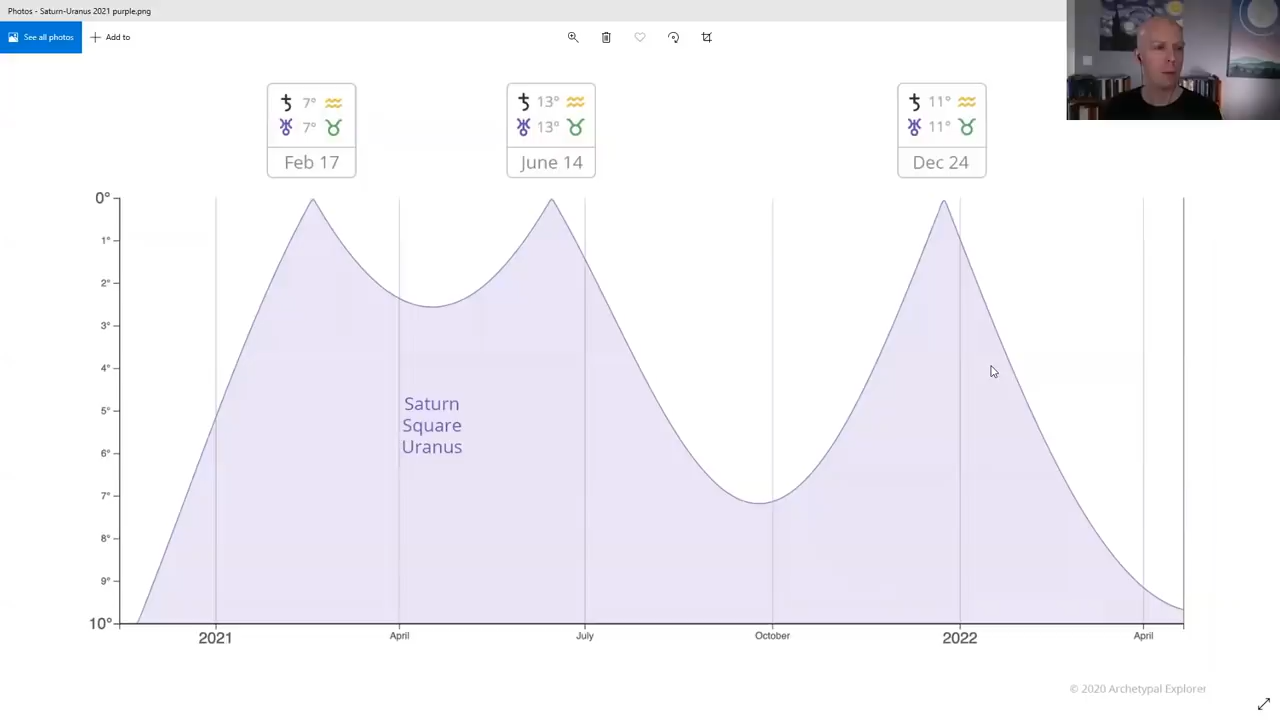 Photos - Saturn-Uranus 2021 purple.png
See all photos
Add to
♄ 7° ♒
♅ 7° ♉
Feb 17
♄ 13° ♒
♅ 13° ♉
June 14
♄ 11° ♒
♅ 11° ♉
Dec 24
0°
1°
2°
3°
4°
5°
6°
7°
8°
9°
10°
Saturn
Square
Uranus
2021 April July October 2022 April
© 2020 Archetypal Explorer